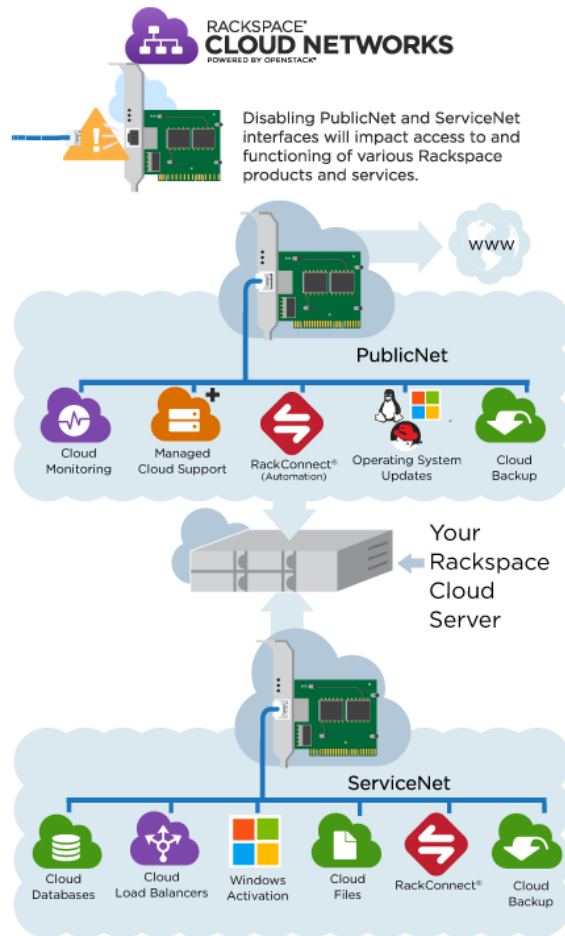 RACKSPACE®
CLOUD NETWORKS
POWERED BY OPENSTACK®
Disabling PublicNet and ServiceNet
interfaces will impact access to and
functioning of various Rackspace
products and services.
www
PublicNet
Cloud
Monitoring
Managed
Cloud Support
RackConnect®
(Automation)
Operating System
Updates
Cloud
Backup
Your
Rackspace
Cloud
Server
ServiceNet
Cloud
Databases
Cloud
Load Balancers
Windows
Activation
Cloud
Files
RackConnect®
Cloud
Backup